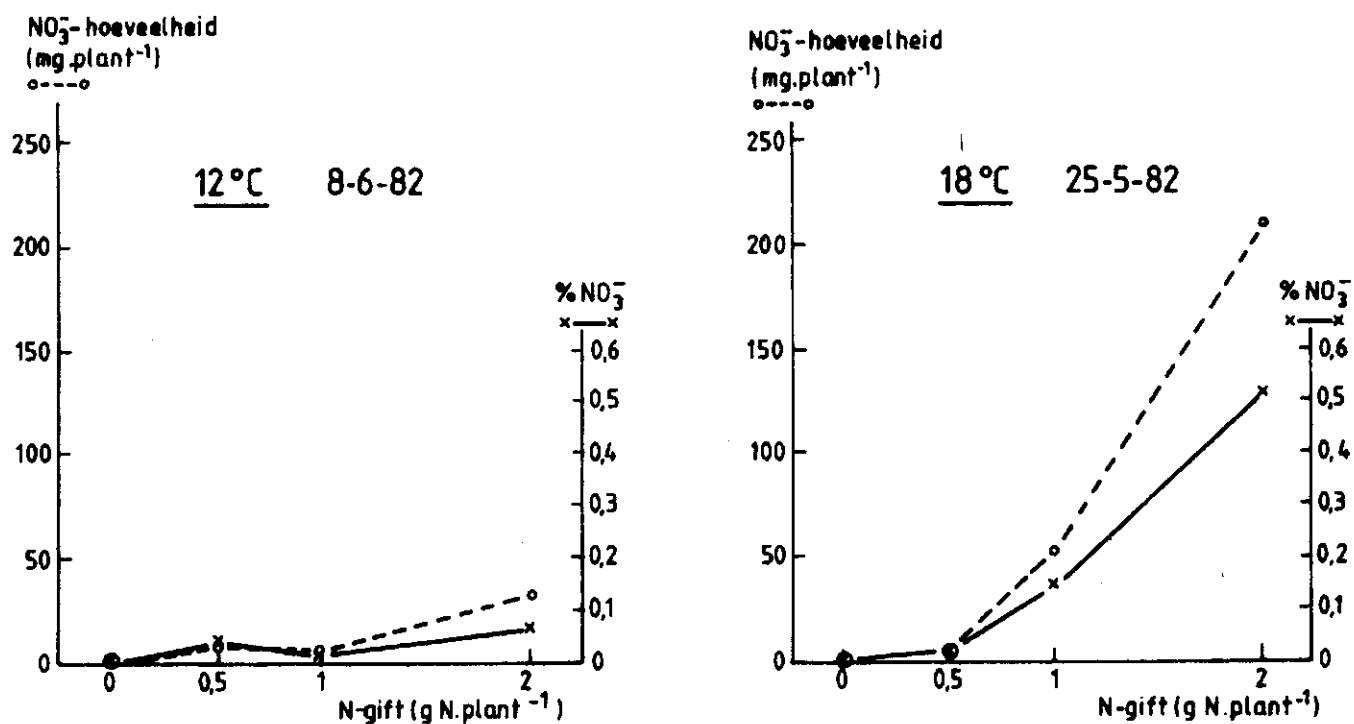 NO₃⁻-hoeveelheid
(mg.plant⁻¹)
o---o
250
200
150
100
50
0
12 °C 8-6-82
% NO₃⁻
x—x
0,6
0,5
0,4
0,3
0,2
0,1
0
0 0,5 1 2
N-gift (g N.plant⁻¹)
NO₃⁻-hoeveelheid
(mg.plant⁻¹)
o---o
250
200
150
100
50
0
18 °C 25-5-82
% NO₃⁻
x—x
0,6
0,5
0,4
0,3
0,2
0,1
0
0 0,5 1 2
N-gift (g N.plant⁻¹)